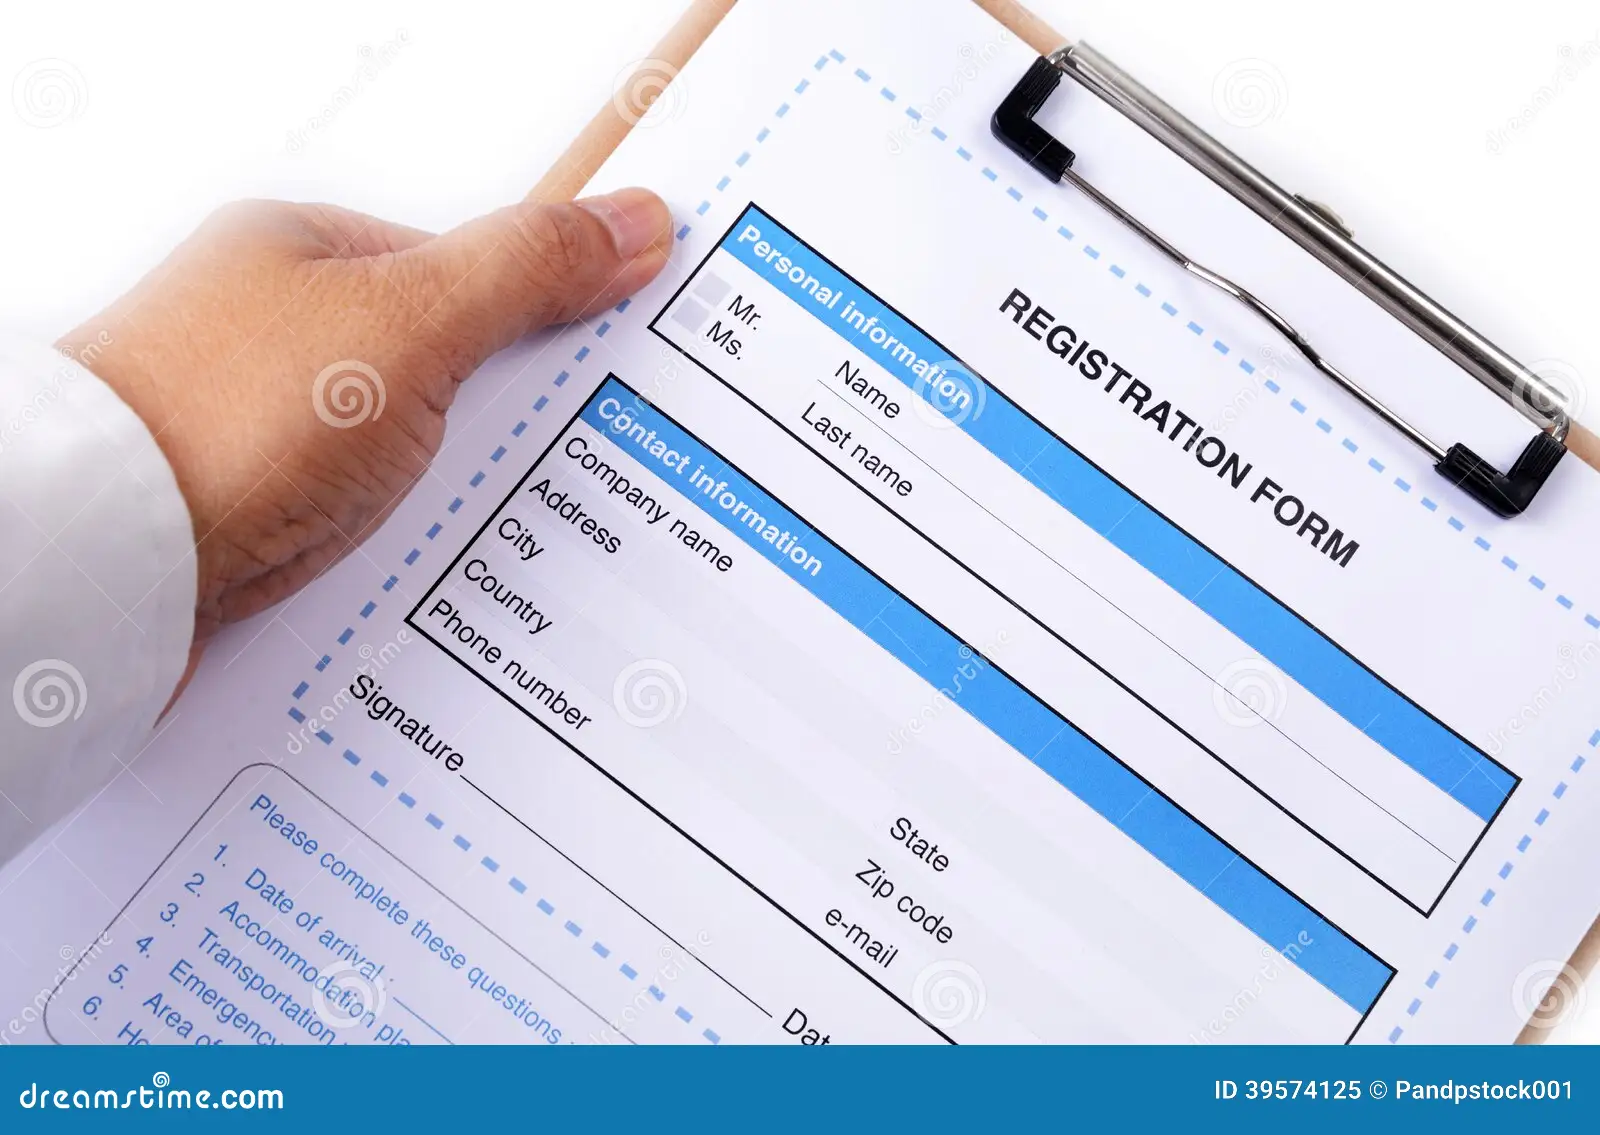 REGISTRATION FORM
Personal information
Mr.
Ms.
Name
Last name
Contact information
Company name
Address
City
State
Country
Zip code
Phone number
e-mail
Signature
Please complete these questions
1. Date of arrival :
2. Accommodation
3. Transportation
4. Emergency
5. Area of
6.
dreamstime.com
ID 39574125 © Pandpstock001